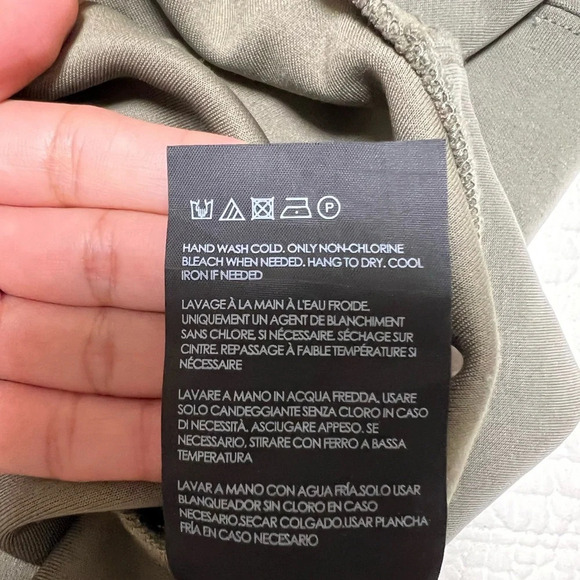 P
HAND WASH COLD. ONLY NON-CHLORINE
BLEACH WHEN NEEDED. HANG TO DRY. COOL
IRON IF NEEDED
LAVAGE À LA MAIN À L'EAU FROIDE.
UNIQUEMENT UN AGENT DE BLANCHIMENT
SANS CHLORE, SI NÉCESSAIRE. SÉCHAGE SUR
CINTRE. REPASSAGE À FAIBLE TEMPÉRATURE SI
NÉCESSAIRE
LAVARE A MANO IN ACQUA FREDDA. USARE
SOLO CANDEGGIANTE SENZA CLORO IN CASO
DI NECESSITÀ, ASCIUGARE APPESO. SE
NECESSARIO, STIRARE CON FERRO A BASSA
TEMPERATURA
LAVAR A MANO CON AGUA FRÍA.SOLO USAR
BLANQUEADOR SIN CLORO EN CASO
NECESARIO.SECAR COLGADO.USAR PLANCHA
FRÍA EN CASO NECESARIO